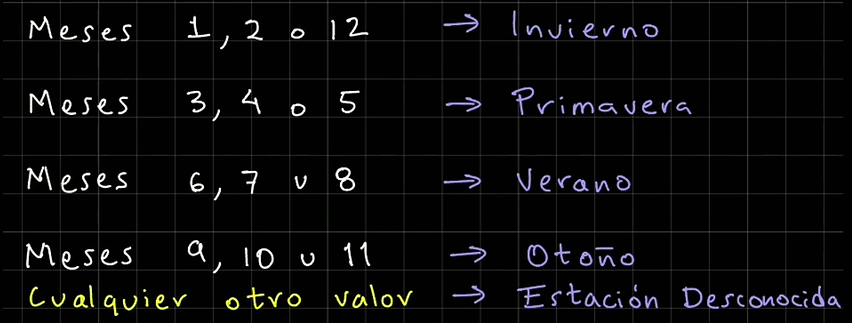 Meses 1, 2 o 12 → Invierno
Meses 3, 4 o 5 → Primavera
Meses 6, 7 u 8 → Verano
Meses 9, 10 u 11 → Otoño
Cualquier otro valor → Estación Desconocida